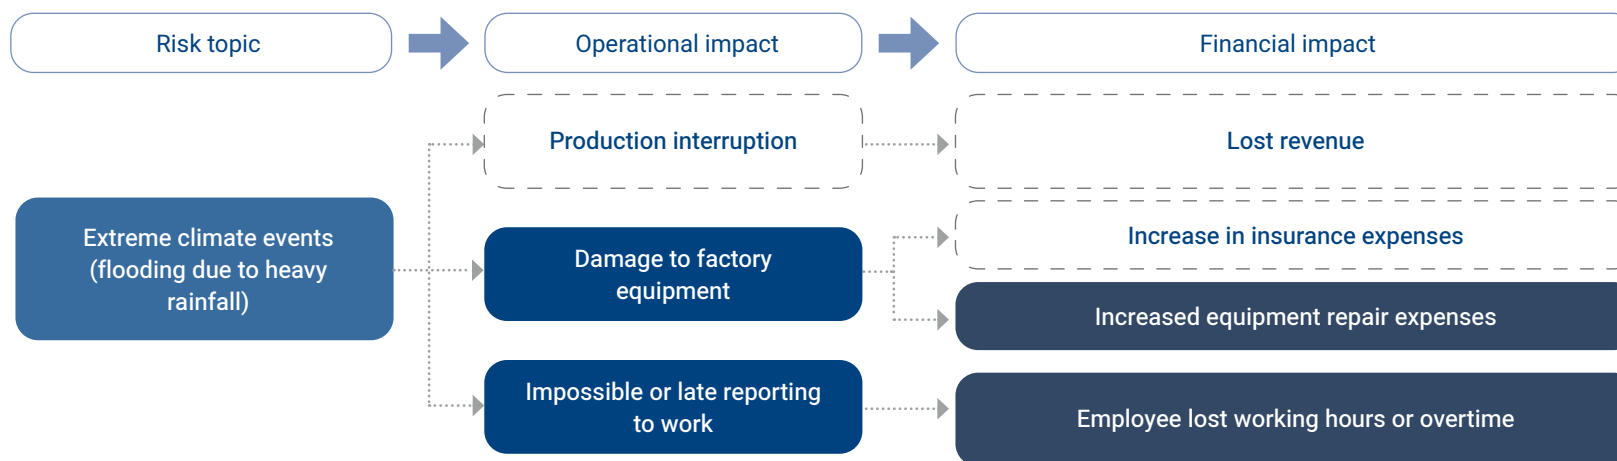 Risk topic
Operational impact
Financial impact
Production interruption
Lost revenue
Extreme climate events
(flooding due to heavy
rainfall)
Damage to factory
equipment
Increase in insurance expenses
Increased equipment repair expenses
Impossible or late reporting
to work
Employee lost working hours or overtime